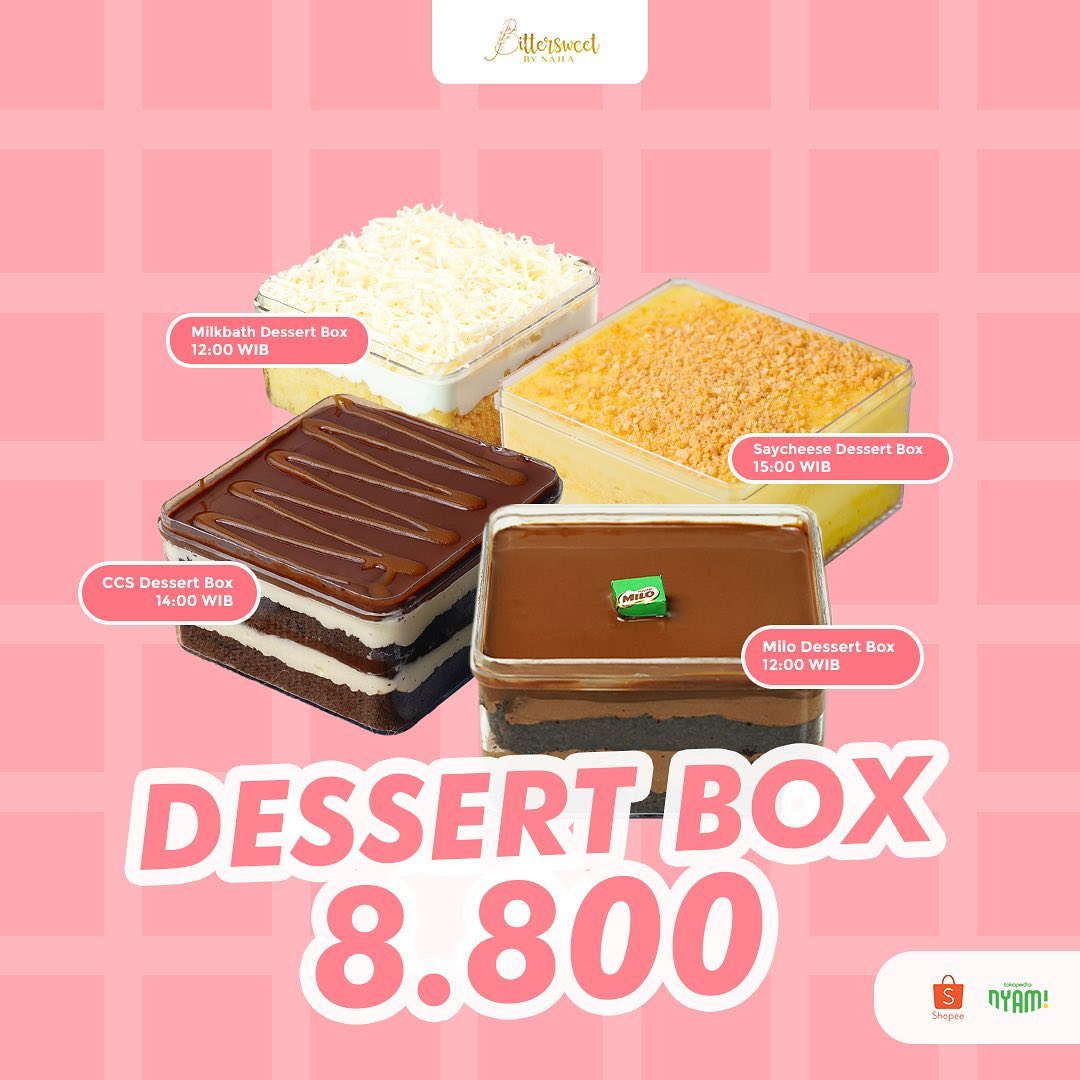 Bittersweet
BY NAJLA
Milkbath Dessert Box
12:00 WIB
Saycheese Dessert Box
15:00 WIB
CCS Dessert Box
14:00 WIB
MILO
Milo Dessert Box
12:00 WIB
DESSERT BOX
8.800
S
Shopee
tokopedia
NYAM!